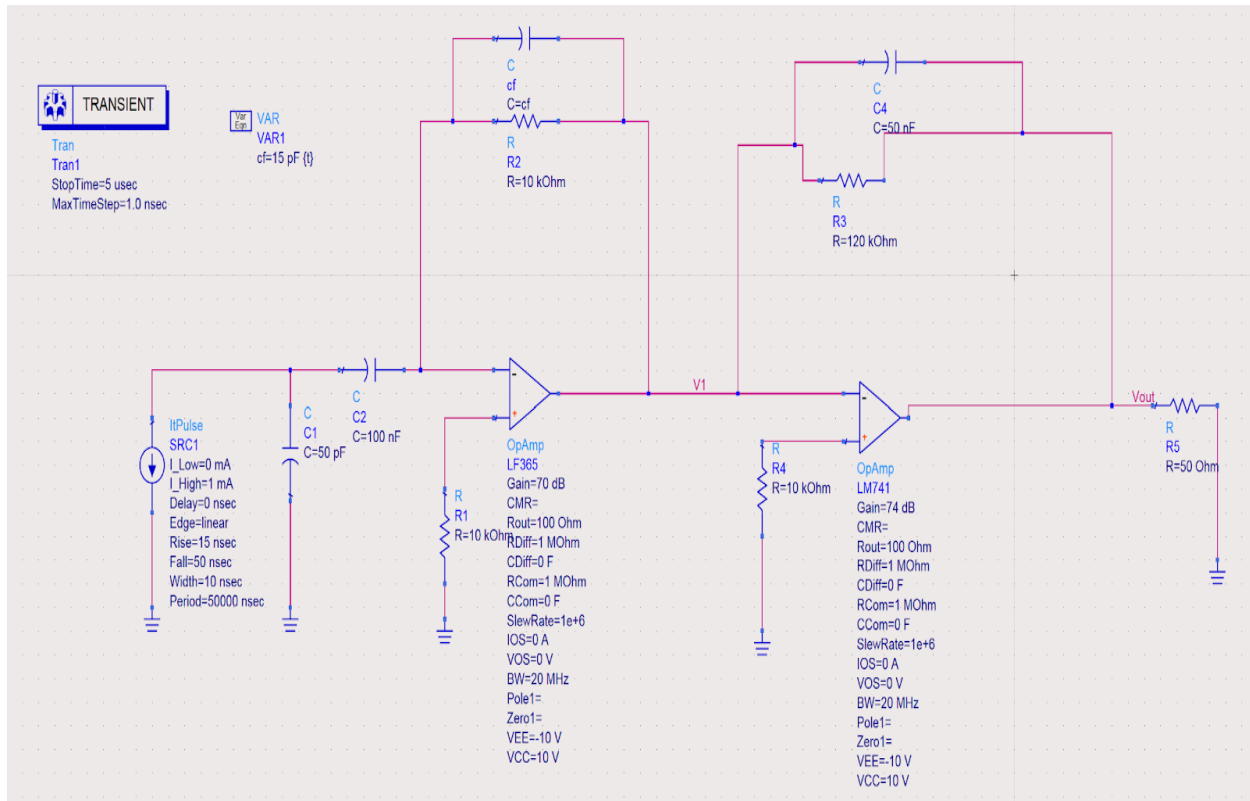 TRANSIENT
Tran
Tran1
StopTime=5 usec
MaxTimeStep=1.0 nsec
Var
Eqn
VAR
VAR1
cf=15 pF {t}
C
cf
C=cf
R
R2
R=10 kOhm
C
C4
C=50 nF
R
R3
R=120 kOhm
ItPulse
SRC1
I_Low=0 mA
I_High=1 mA
Delay=0 nsec
Edge=linear
Rise=15 nsec
Fall=50 nsec
Width=10 nsec
Period=50000 nsec
C
C1
C=50 pF
C
C2
C=100 nF
R
R1
R=10 kOhm
-
+
OpAmp
LF365
Gain=70 dB
CMR=
Rout=100 Ohm
RDiff=1 MOhm
CDiff=0 F
RCom=1 MOhm
CCom=0 F
SlewRate=1e+6
IOS=0 A
VOS=0 V
BW=20 MHz
Pole1=
Zero1=
VEE=-10 V
VCC=10 V
V1
R
R4
R=10 kOhm
-
+
OpAmp
LM741
Gain=74 dB
CMR=
Rout=100 Ohm
RDiff=1 MOhm
CDiff=0 F
RCom=1 MOhm
CCom=0 F
SlewRate=1e+6
IOS=0 A
VOS=0 V
BW=20 MHz
Pole1=
Zero1=
VEE=-10 V
VCC=10 V
Vout
R
R5
R=50 Ohm